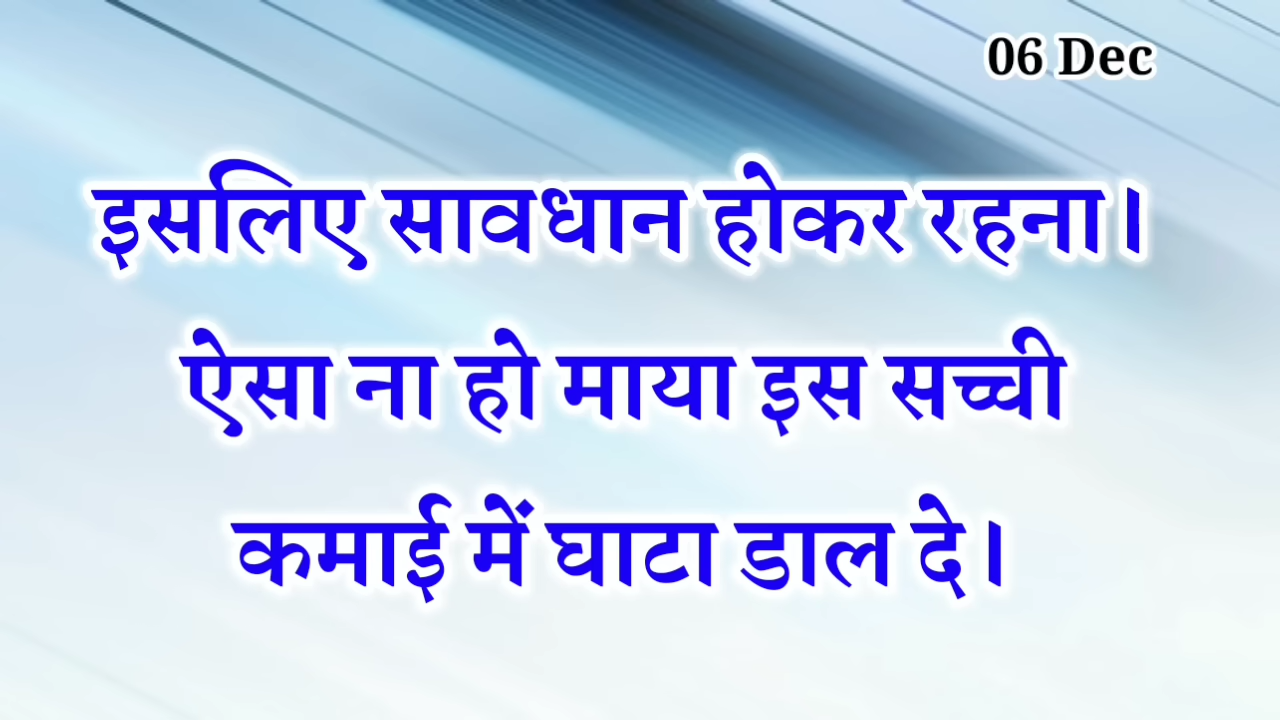 06 Dec
इसलिए सावधान होकर रहना।
ऐसा ना हो माया इस सच्ची
कमाई में घाटा डाल दे।